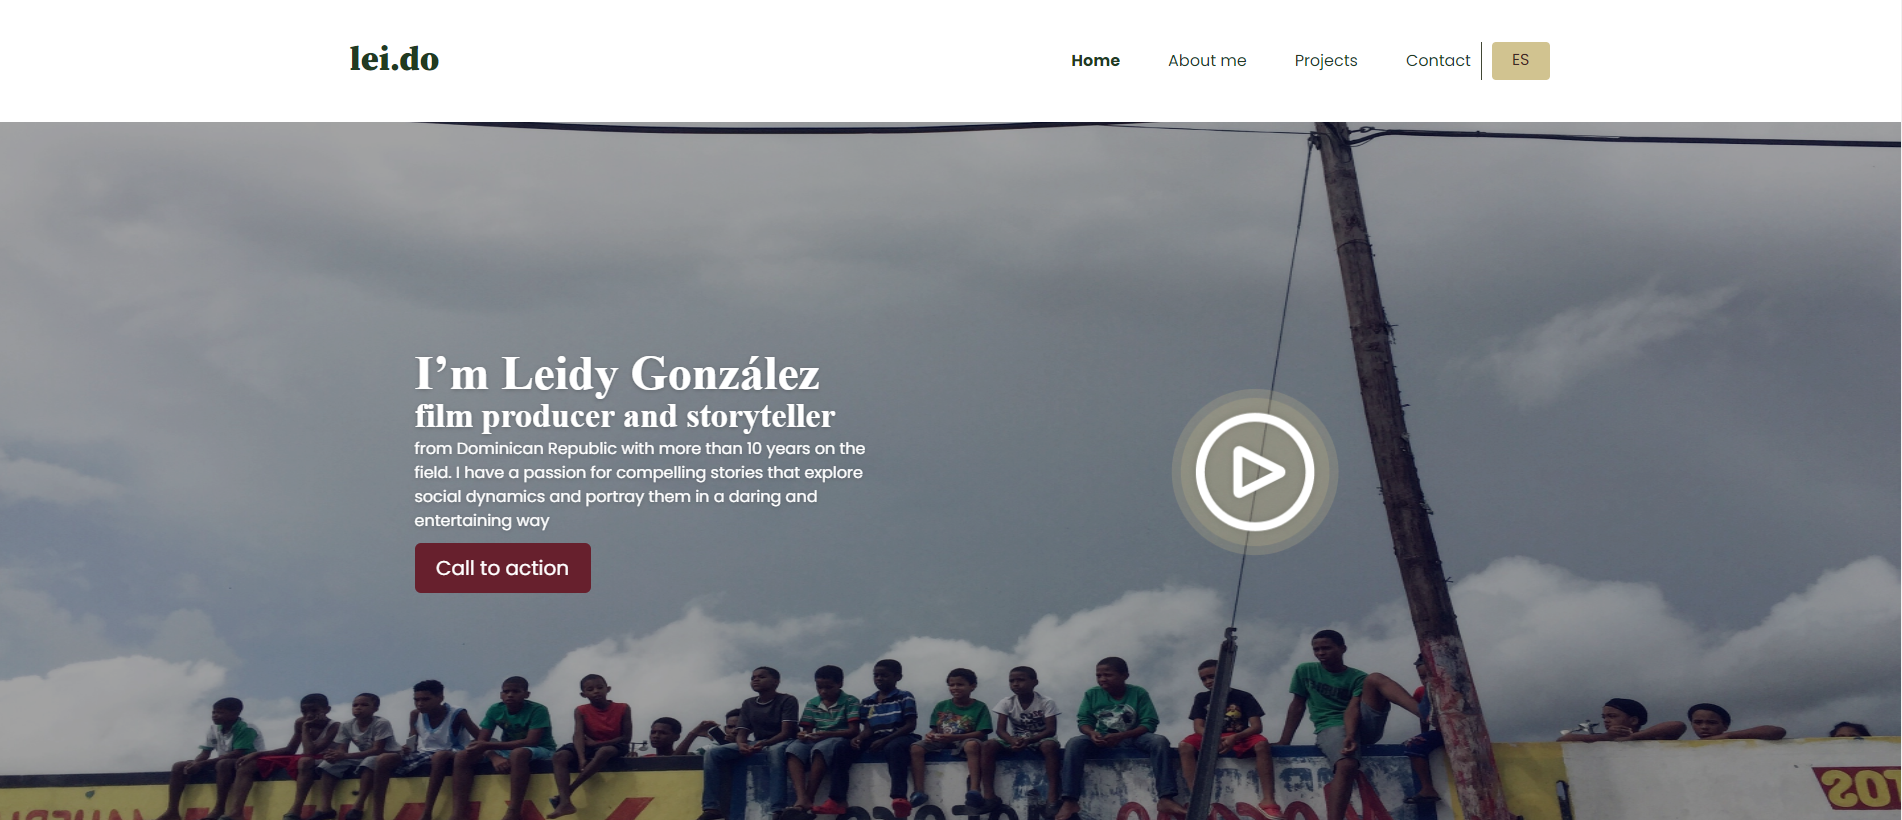 lei.do
Home About me Projects Contact ES
I’m Leidy González
film producer and storyteller
from Dominican Republic with more than 10 years on the
field. I have a passion for compelling stories that explore
social dynamics and portray them in a daring and
entertaining way
Call to action